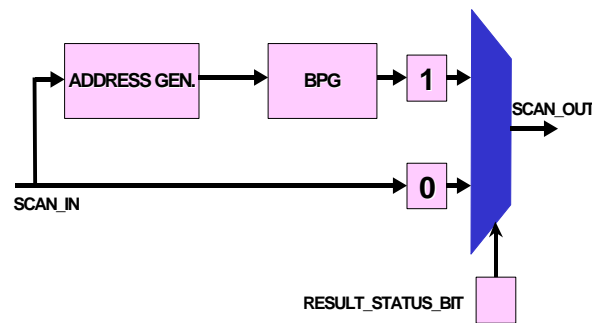 ADDRESS GEN.
BPG
1
SCAN_OUT
0
SCAN_IN
RESULT_STATUS_BIT